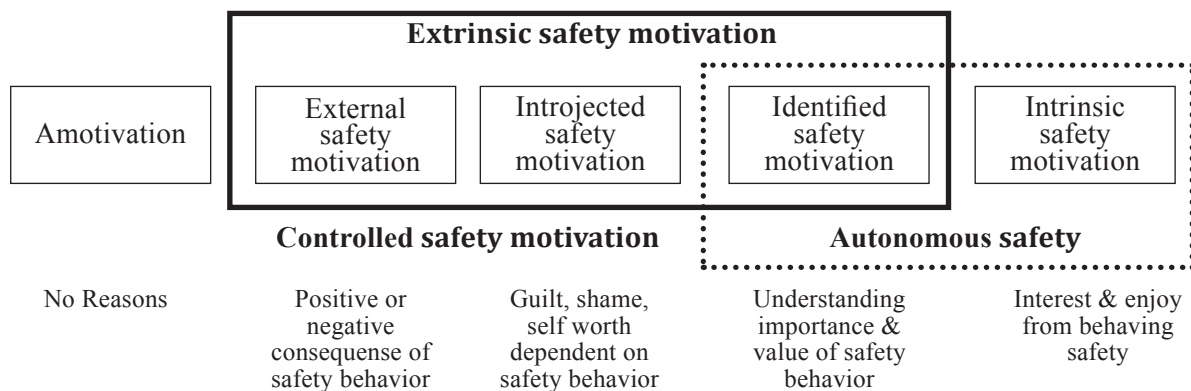 Extrinsic safety motivation
Amotivation
External
safety
motivation
Introjected
safety
motivation
Identified
safety
motivation
Intrinsic
safety
motivation
Controlled safety motivation
Autonomous safety
No Reasons
Positive or
negative
consequense of
safety behavior
Guilt, shame,
self worth
dependent on
safety behavior
Understanding
importance &
value of safety
behavior
Interest & enjoy
from behaving
safety